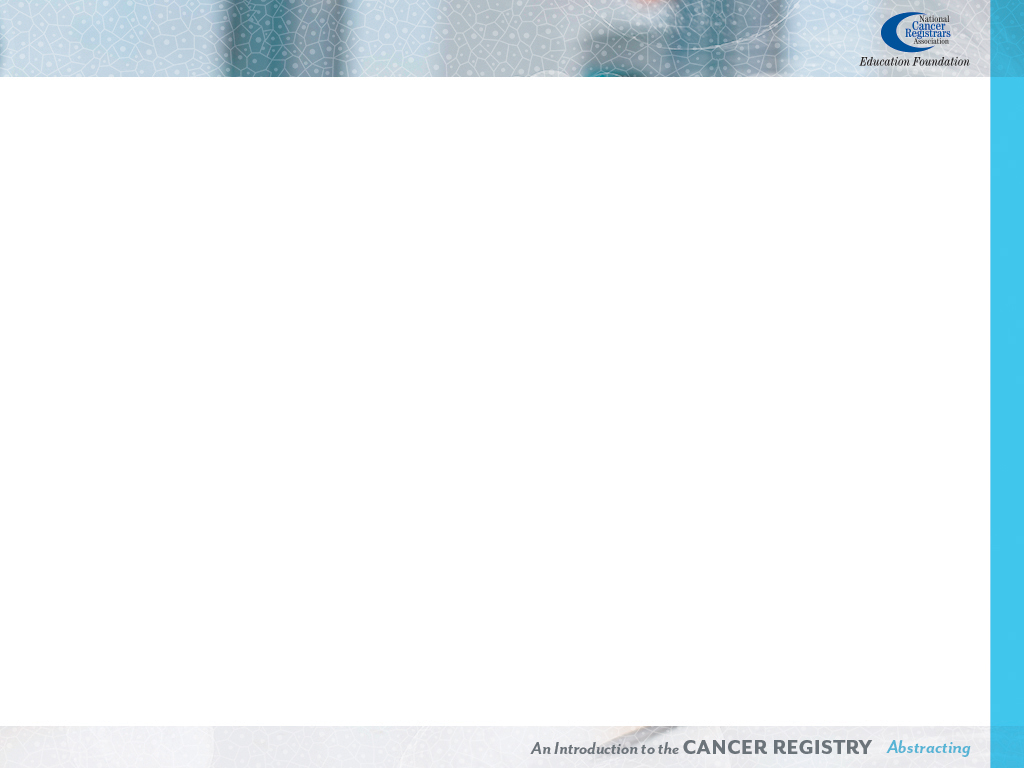 National
Cancer
Registrars
Association
Education Foundation
An Introduction to the CANCER REGISTRY Abstracting